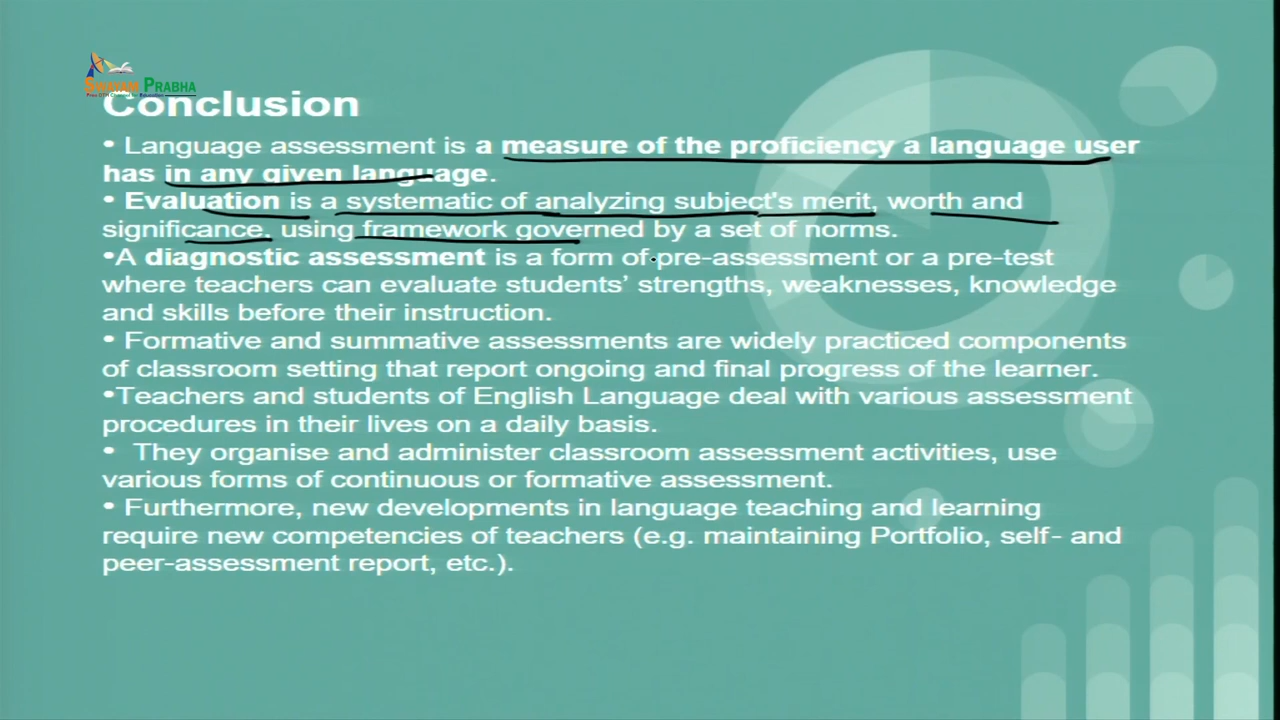 SWAYAM PRABHA
Conclusion
• Language assessment is a measure of the proficiency a language user
has in any given language.
• Evaluation is a systematic of analyzing subject's merit, worth and
significance, using framework governed by a set of norms.
•A diagnostic assessment is a form of pre-assessment or a pre-test
where teachers can evaluate students’ strengths, weaknesses, knowledge
and skills before their instruction.
• Formative and summative assessments are widely practiced components
of classroom setting that report ongoing and final progress of the learner.
•Teachers and students of English Language deal with various assessment
procedures in their lives on a daily basis.
• They organise and administer classroom assessment activities, use
various forms of continuous or formative assessment.
• Furthermore, new developments in language teaching and learning
require new competencies of teachers (e.g. maintaining Portfolio, self- and
peer-assessment report, etc.).